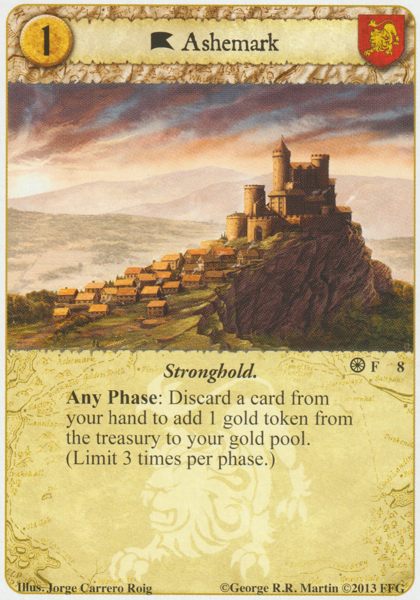 1
Ashemark
Stronghold.
F 8
Any Phase: Discard a card from
your hand to add 1 gold token from
the treasury to your gold pool.
(Limit 3 times per phase.)
Illus. Jorge Carrero Roig ©George R.R. Martin ©2013 FFG